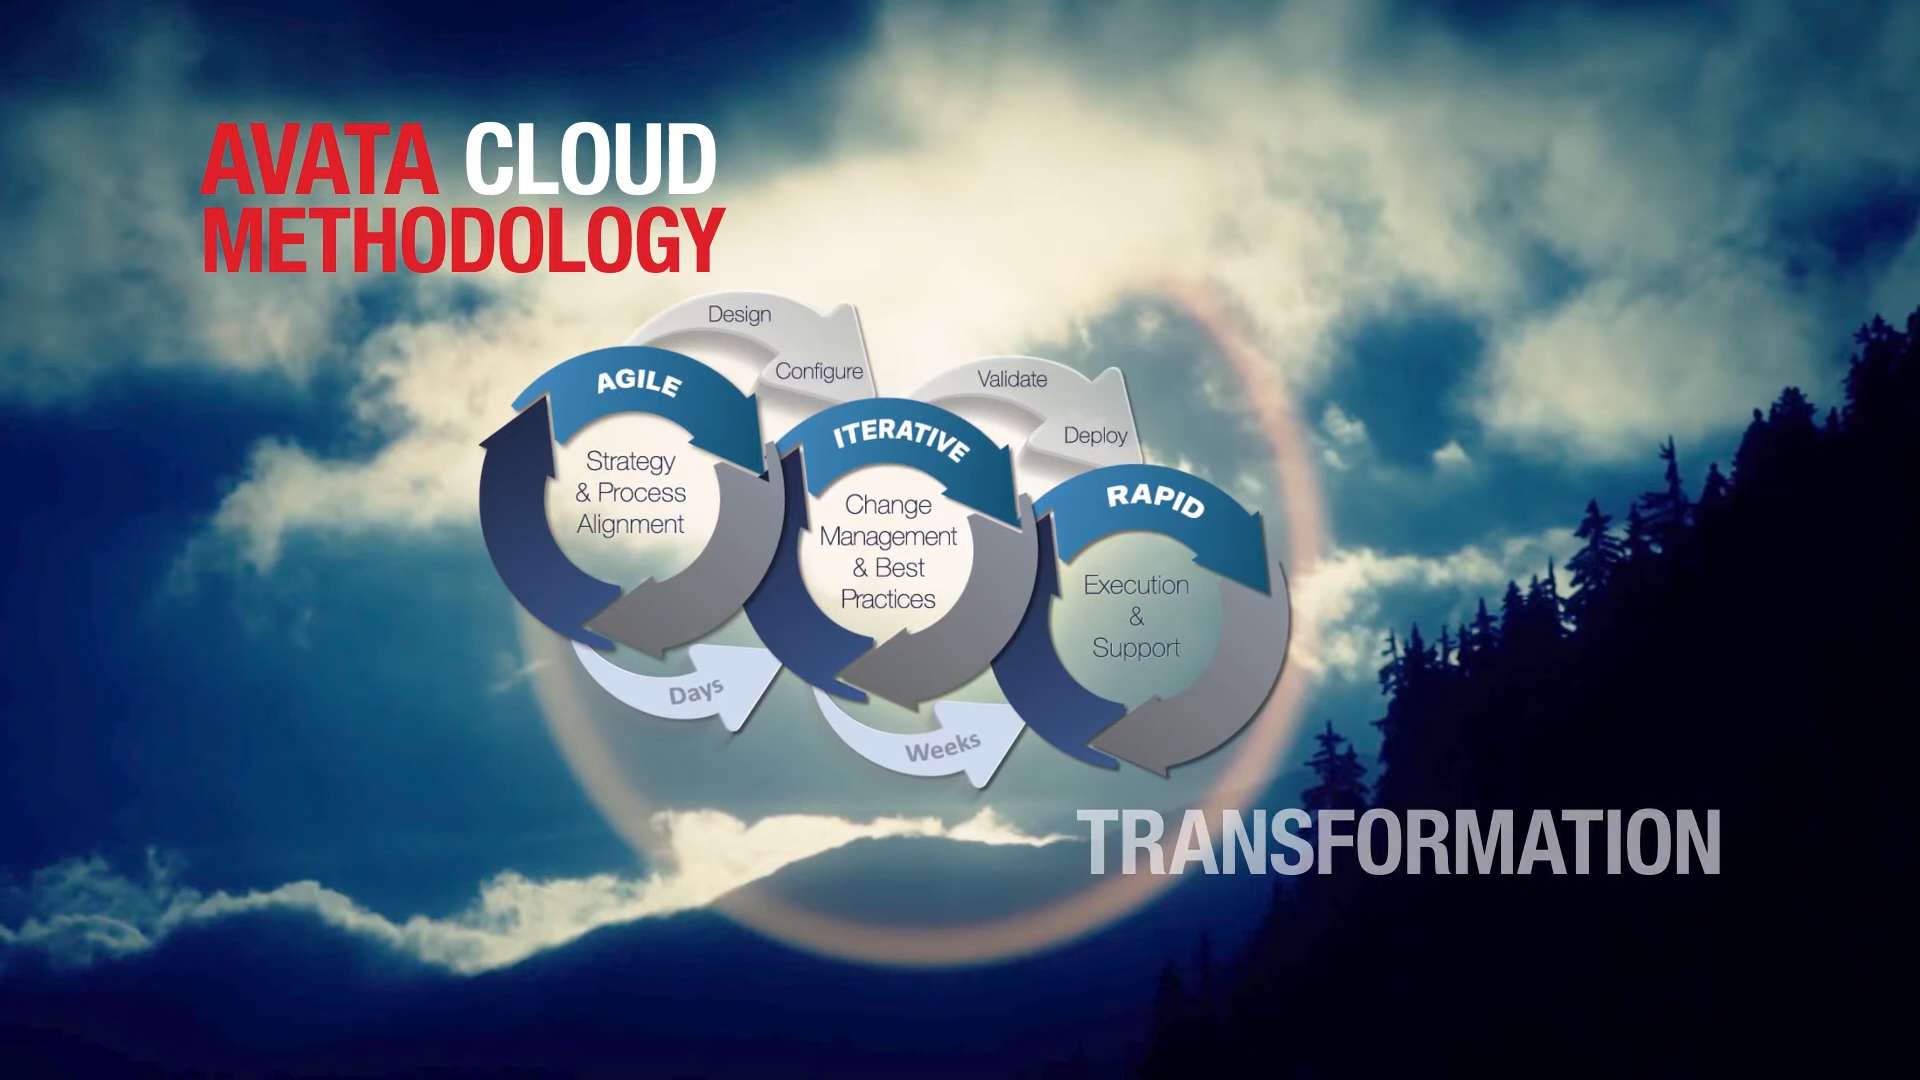 AVATA CLOUD
METHODOLOGY
Design
Configure
AGILE
Strategy
& Process
Alignment
Days
Validate
Deploy
ITERATIVE
Change
Management
& Best
Practices
Weeks
RAPID
Execution
&
Support
TRANSFORMATION